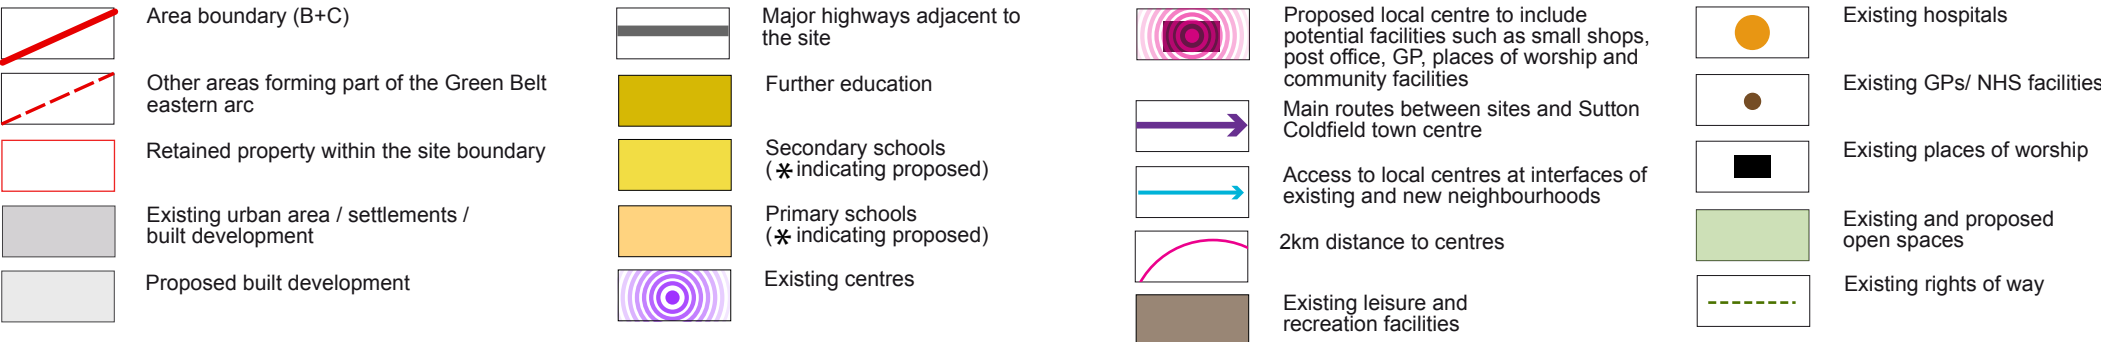 Area boundary (B+C)
Other areas forming part of the Green Belt
eastern arc
Retained property within the site boundary
Existing urban area / settlements /
built development
Proposed built development
Major highways adjacent to
the site
Further education
Secondary schools
(* indicating proposed)
Primary schools
(* indicating proposed)
Existing centres
Proposed local centre to include
potential facilities such as small shops,
post office, GP, places of worship and
community facilities
Main routes between sites and Sutton
Coldfield town centre
Access to local centres at interfaces of
existing and new neighbourhoods
2km distance to centres
Existing leisure and
recreation facilities
Existing hospitals
Existing GPs/ NHS facilities
Existing places of worship
Existing and proposed
open spaces
Existing rights of way